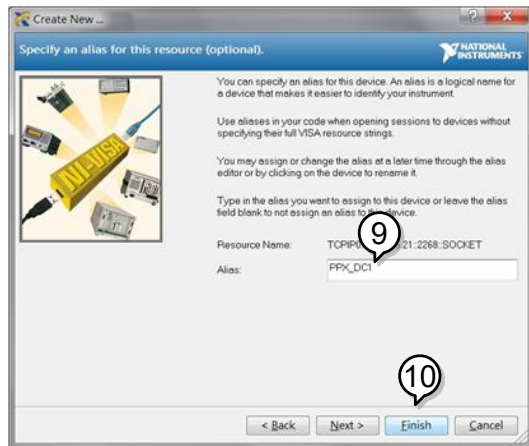 Create New ...
Specify an alias for this resource (optional).
NATIONAL
INSTRUMENTS
NI-VISA
You can specify an alias for this device. An alias is a logical name for
a device that makes it easier to identify your instrument.
Use aliases in your code when opening sessions to devices without
specifying their full VISA resource strings.
You may assign or change the alias at a later time through the alias
editor or by clicking on the device to rename it.
Type in the alias you want to assign to this device or leave the alias
field blank to not assign an alias to this device.
9
Resource Name: 21::2268::SOCKET
Alias: PPX_DC1
10
< Back Next > Finish Cancel